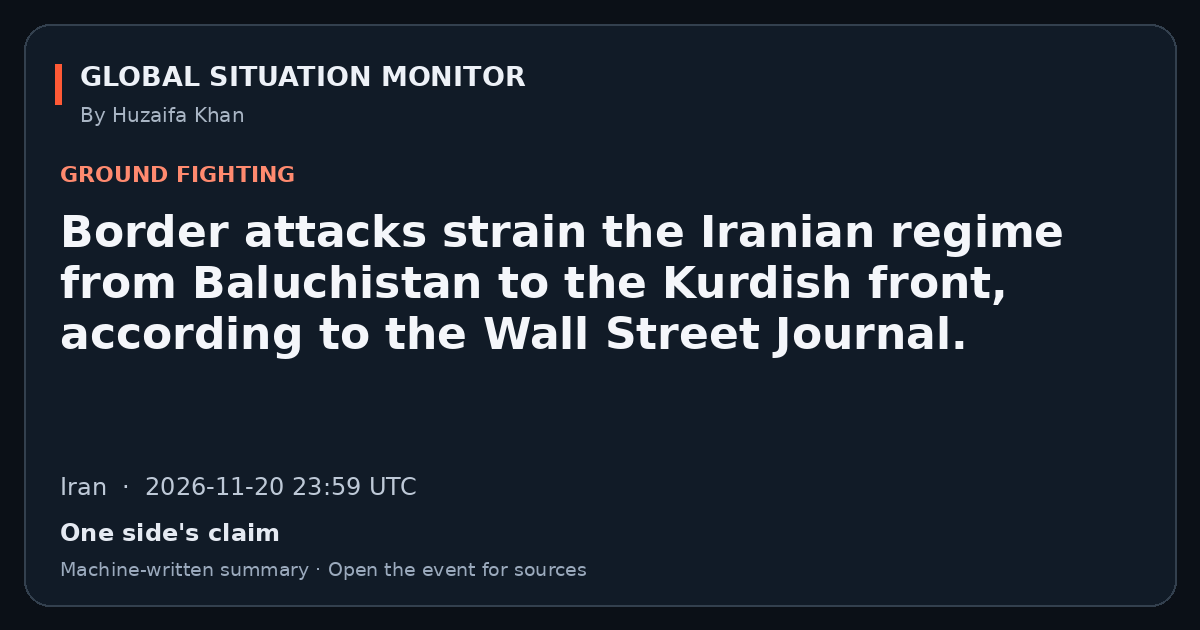 GLOBAL SITUATION MONITOR
By Huzaifa Khan
GROUND FIGHTING
Border attacks strain the Iranian regime
from Baluchistan to the Kurdish front,
according to the Wall Street Journal.
Iran · 2026-11-20 23:59 UTC
One side's claim
Machine-written summary · Open the event for sources